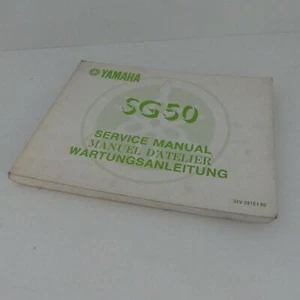 YAMAHA
SG50
SERVICE MANUAL
MANUEL D'ATELIER
WARTUNGSANLEITUNG